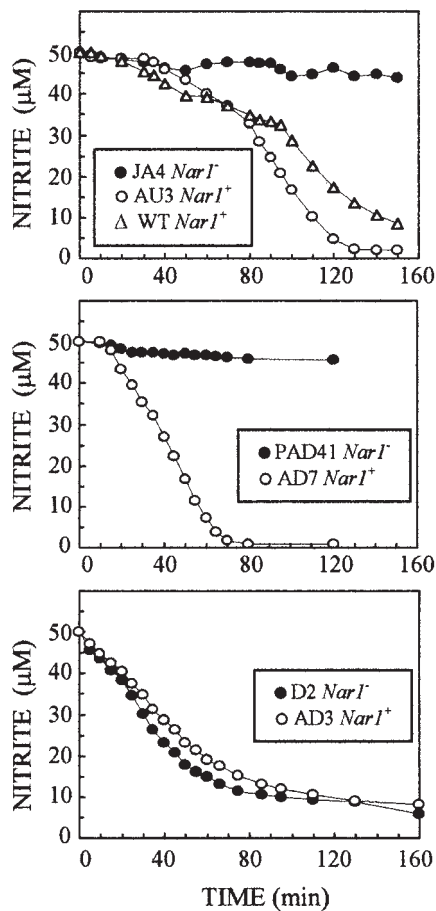 NITRITE (μM)
60
50
40
30
20
10
0
● JA4 Nar1⁻
○ AU3 Nar1⁺
△ WT Nar1⁺
0 40 80 120 160
NITRITE (μM)
50
40
30
20
10
0
● PAD41 Nar1⁻
○ AD7 Nar1⁺
0 40 80 120 160
NITRITE (μM)
50
40
30
20
10
0
● D2 Nar1⁻
○ AD3 Nar1⁺
0 40 80 120 160
TIME (min)